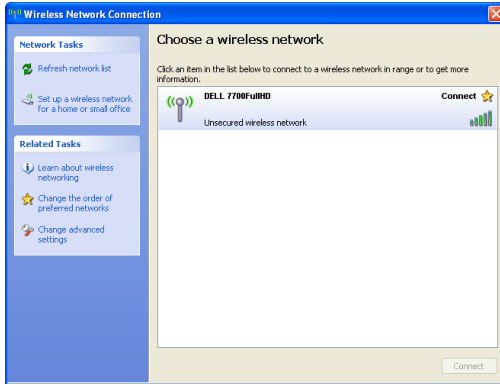 Wireless Network Connection
Network Tasks
Refresh network list
Set up a wireless network
for a home or small office
Related Tasks
Learn about wireless
networking
Change the order of
preferred networks
Change advanced
settings
Choose a wireless network
Click an item in the list below to connect to a wireless network in range or to get more
information.
DELL 7700FullHD
Connect
Unsecured wireless network
Connect